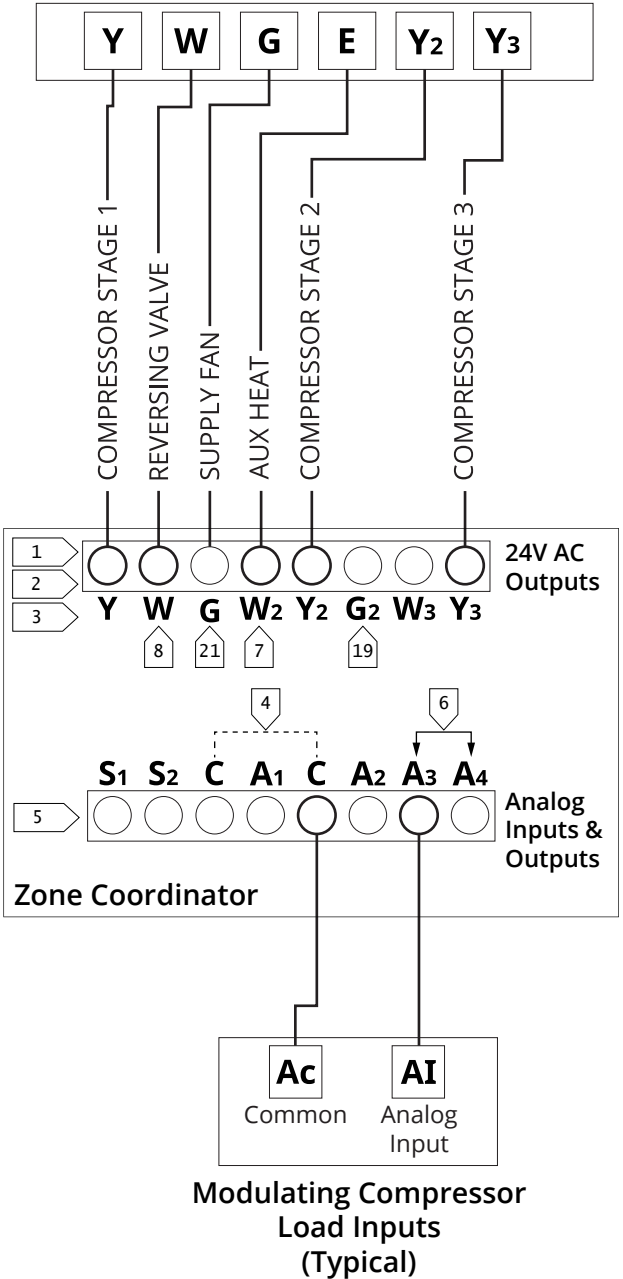 Y W G E Y2 Y3
COMPRESSOR STAGE 1
REVERSING VALVE
SUPPLY FAN
AUX HEAT
COMPRESSOR STAGE 2
COMPRESSOR STAGE 3
1
2
3
24V AC
Outputs
Y W G W2 Y2 G2 W3 Y3
8 21 7 19
4 6
S1 S2 C A1 C A2 A3 A4
5
Analog
Inputs &
Outputs
Zone Coordinator
Ac AI
Common
Analog
Input
Modulating Compressor
Load Inputs
(Typical)